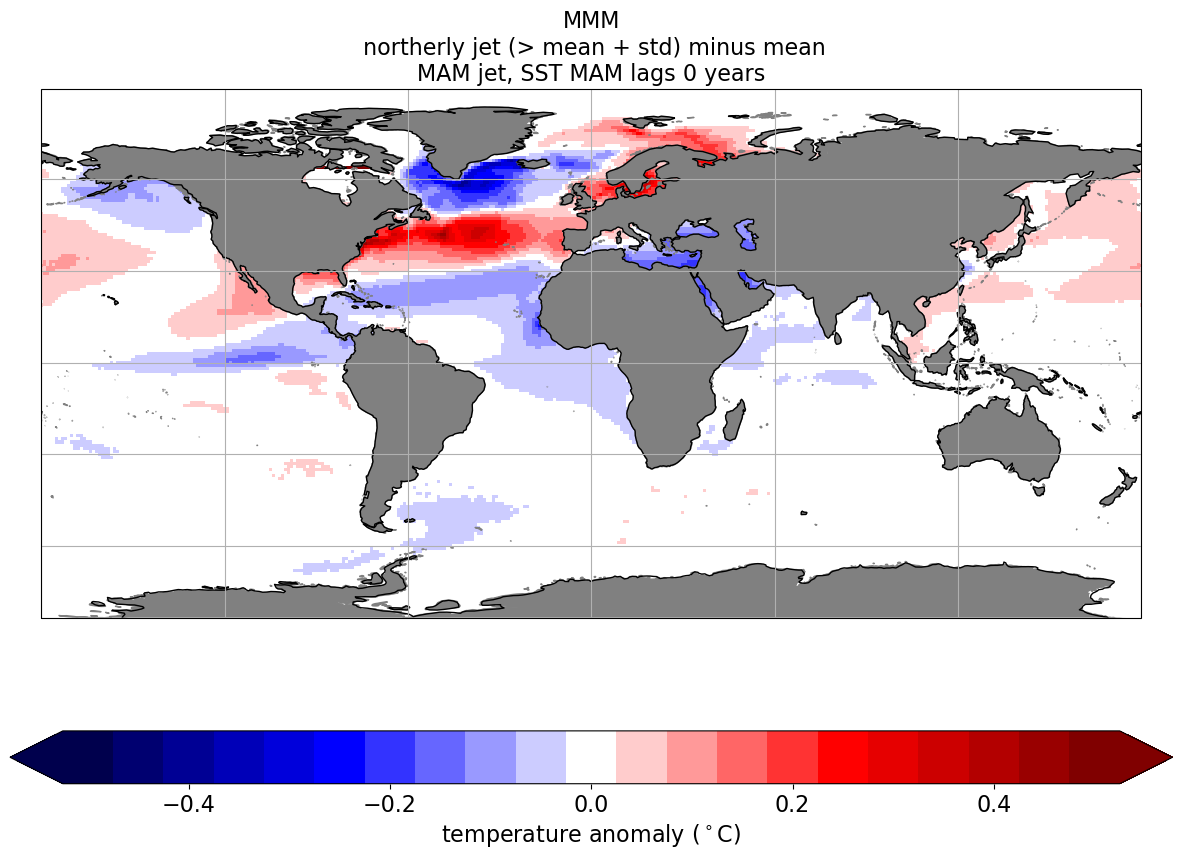 MMM
northerly jet (> mean + std) minus mean
MAM jet, SST MAM lags 0 years
−0.4 −0.2 0.0 0.2 0.4
temperature anomaly (°C)